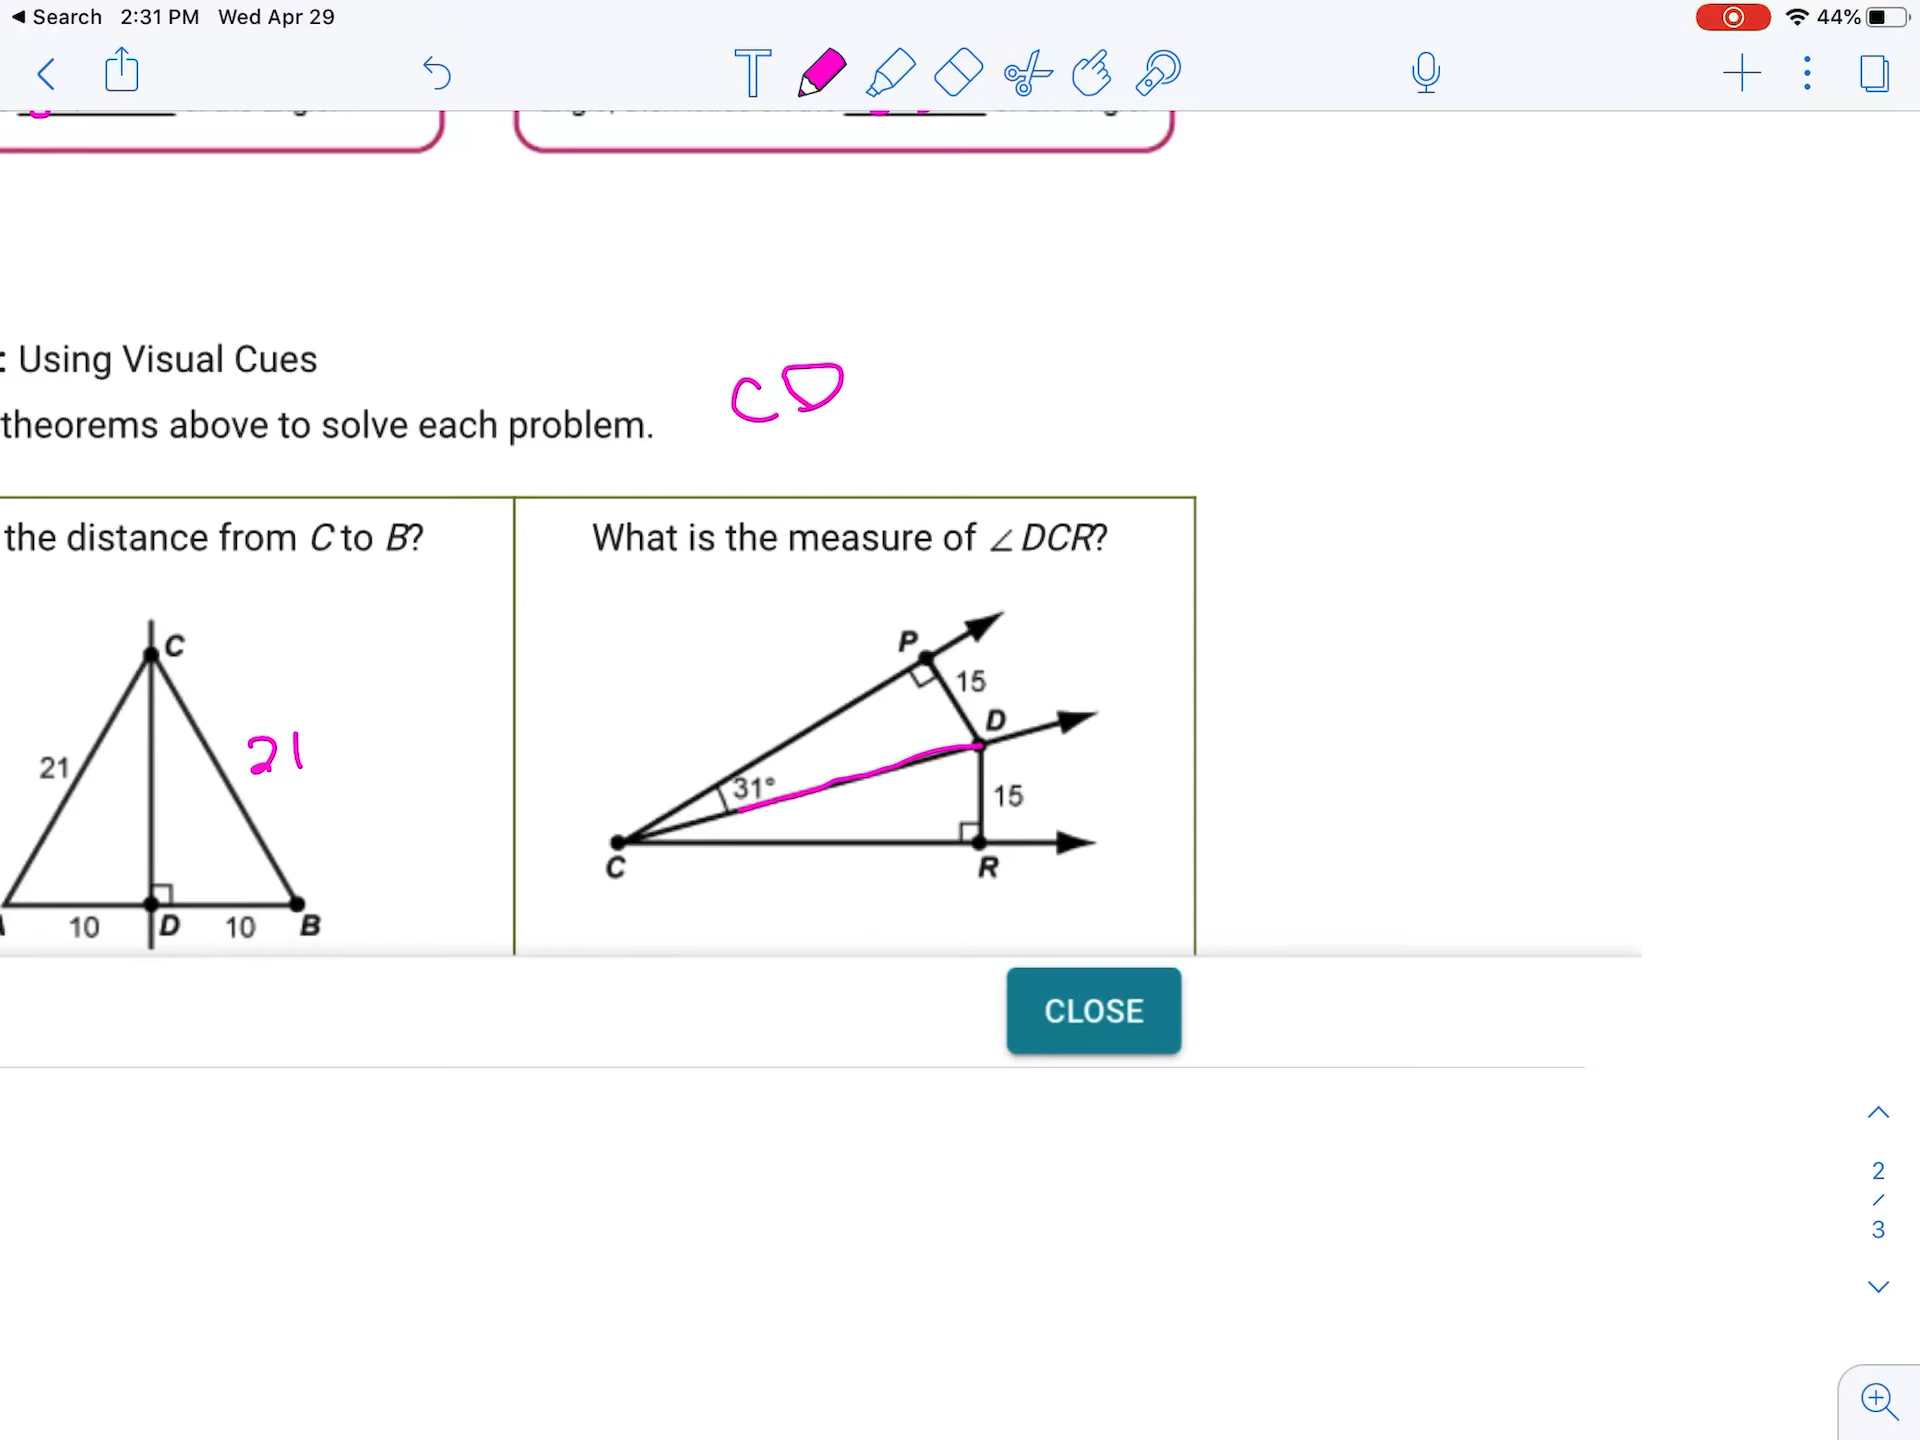 Search 2:31 PM Wed Apr 29
44%
T
: Using Visual Cues
CD
theorems above to solve each problem.
the distance from C to B?
What is the measure of ∠DCR?
C
21
21
10
D
10
B
P
15
D
31°
15
C
R
CLOSE
2
/
3